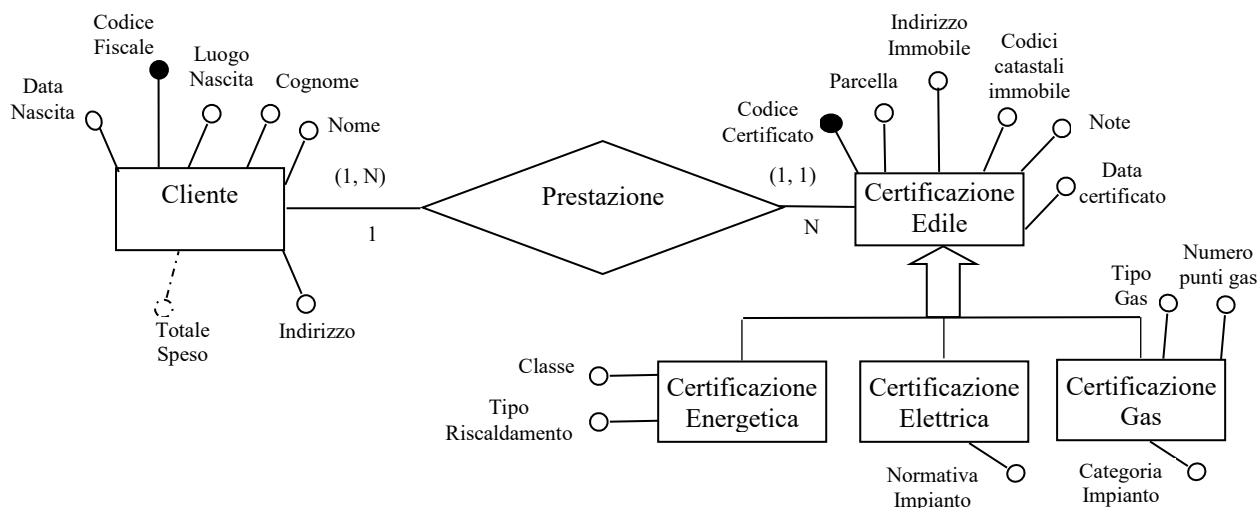 Codice
Fiscale
Luogo
Nascita
Cognome
Data
Nascita
Nome
Cliente
(1, N)
1
Totale
Speso
Indirizzo
Prestazione
(1, 1)
N
Indirizzo
Immobile
Codici
catastali
immobile
Parcella
Codice
Certificato
Note
Data
certificato
Certificazione
Edile
Tipo
Gas
Numero
punti gas
Classe
Tipo
Riscaldamento
Certificazione
Energetica
Certificazione
Elettrica
Certificazione
Gas
Normativa
Impianto
Categoria
Impianto